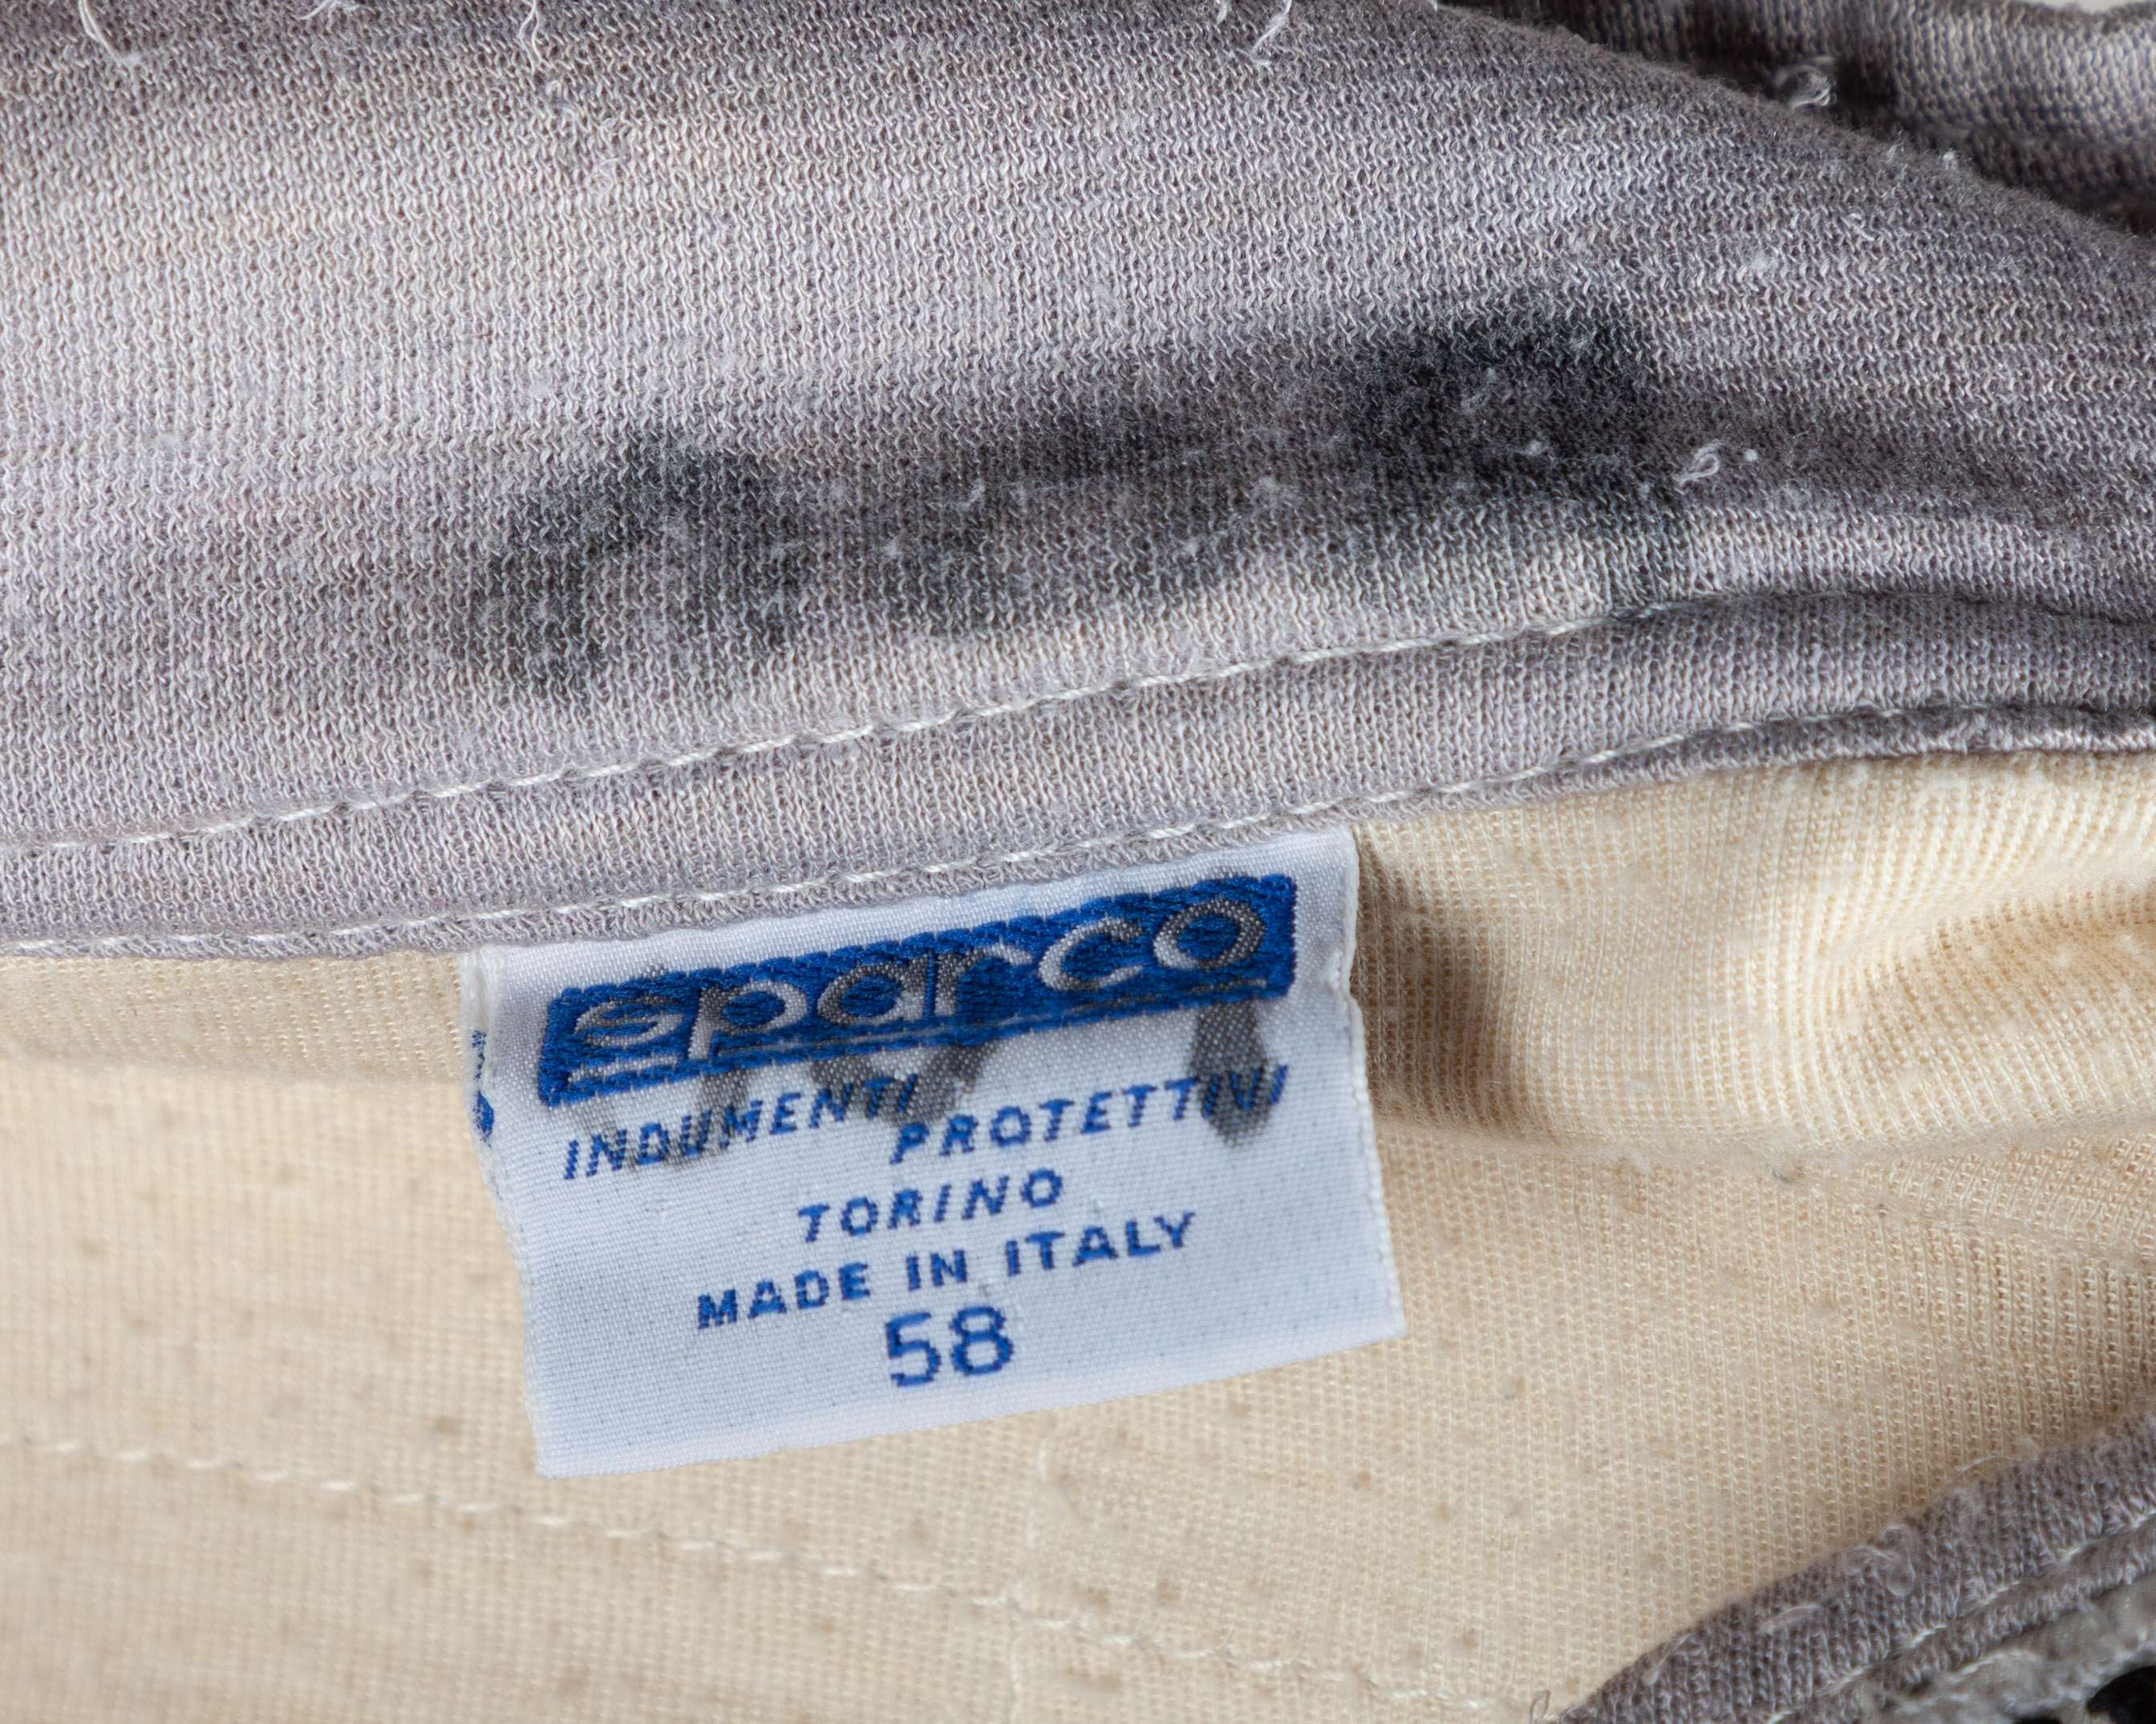 sparco
INDUMENTI PROTETTIVI
TORINO
MADE IN ITALY
58